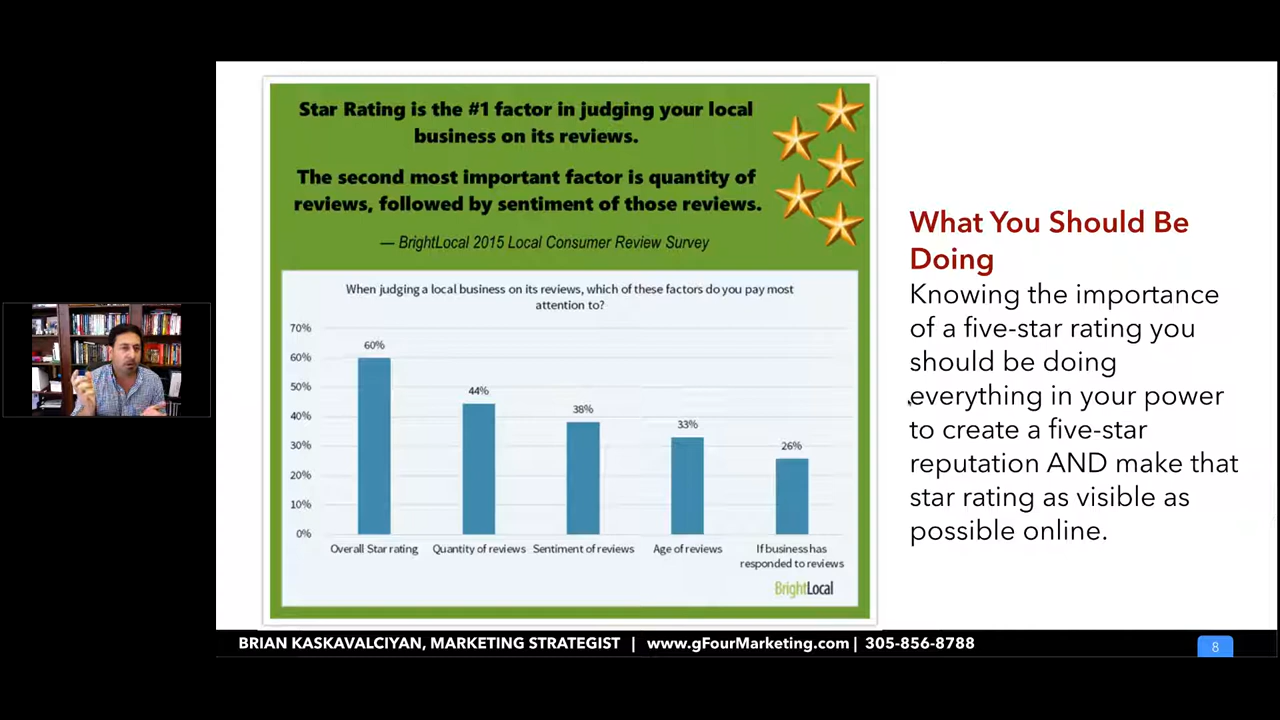 Star Rating is the #1 factor in judging your local
business on its reviews.
The second most important factor is quantity of
reviews, followed by sentiment of those reviews.
— BrightLocal 2015 Local Consumer Review Survey
When judging a local business on its reviews, which of these factors do you pay most
attention to?
70%
60%
50%
40%
30%
20%
10%
0%
60%
44%
38%
33%
26%
Overall Star rating
Quantity of reviews
Sentiment of reviews
Age of reviews
If business has
responded to reviews
BrightLocal
What You Should Be
Doing
Knowing the importance
of a five-star rating you
should be doing
everything in your power
to create a five-star
reputation AND make that
star rating as visible as
possible online.
BRIAN KASKAVALCIYAN, MARKETING STRATEGIST | www.gFourMarketing.com | 305-856-8788
8